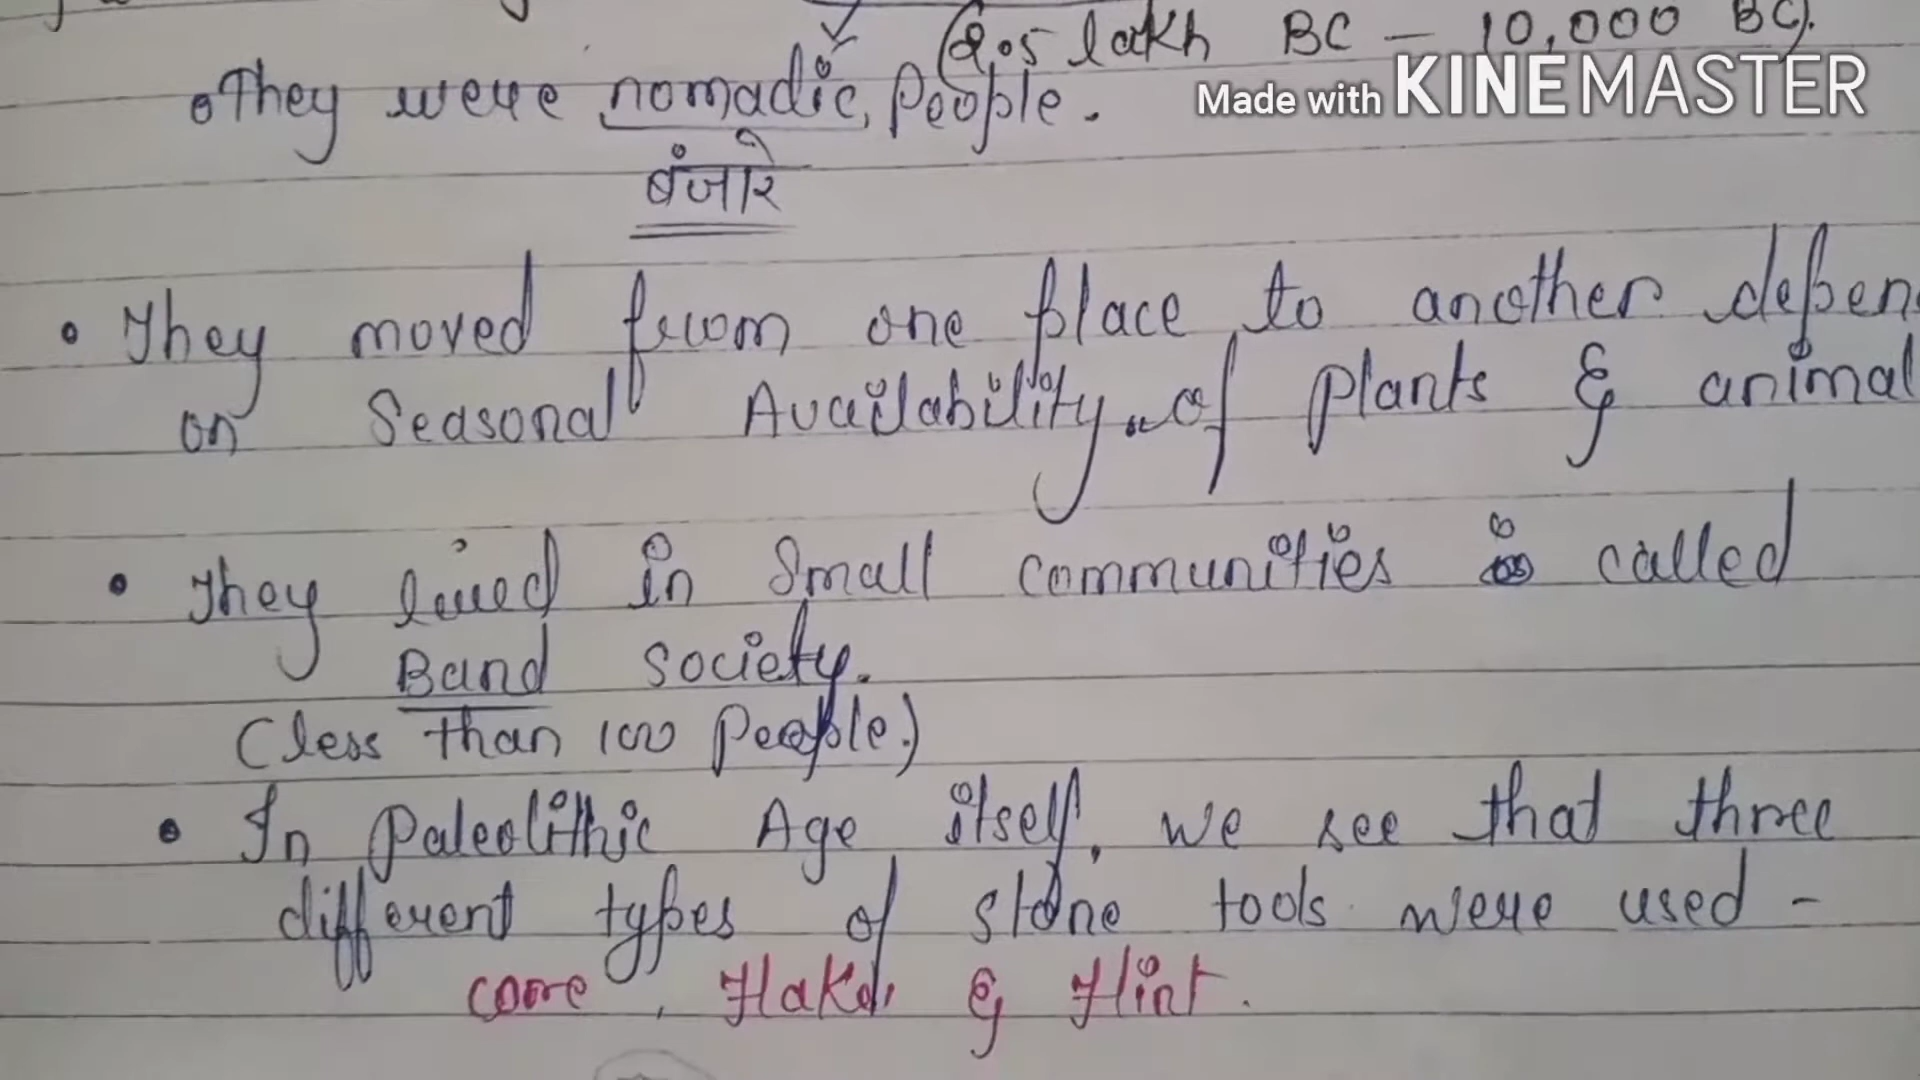 (2.05 lakh BC - 10,000 BC).
Made with KINEMASTER
They were nomadic, People.
बंजारे
• They moved from one place to another depen
on Seasonal Availability of plants & animal
• They lived in small communities is called
Band society.
(less than 100 People.)
• In Paleolithic Age itself, we see that three
different types of stone tools were used -
core, Flake, & Flint.